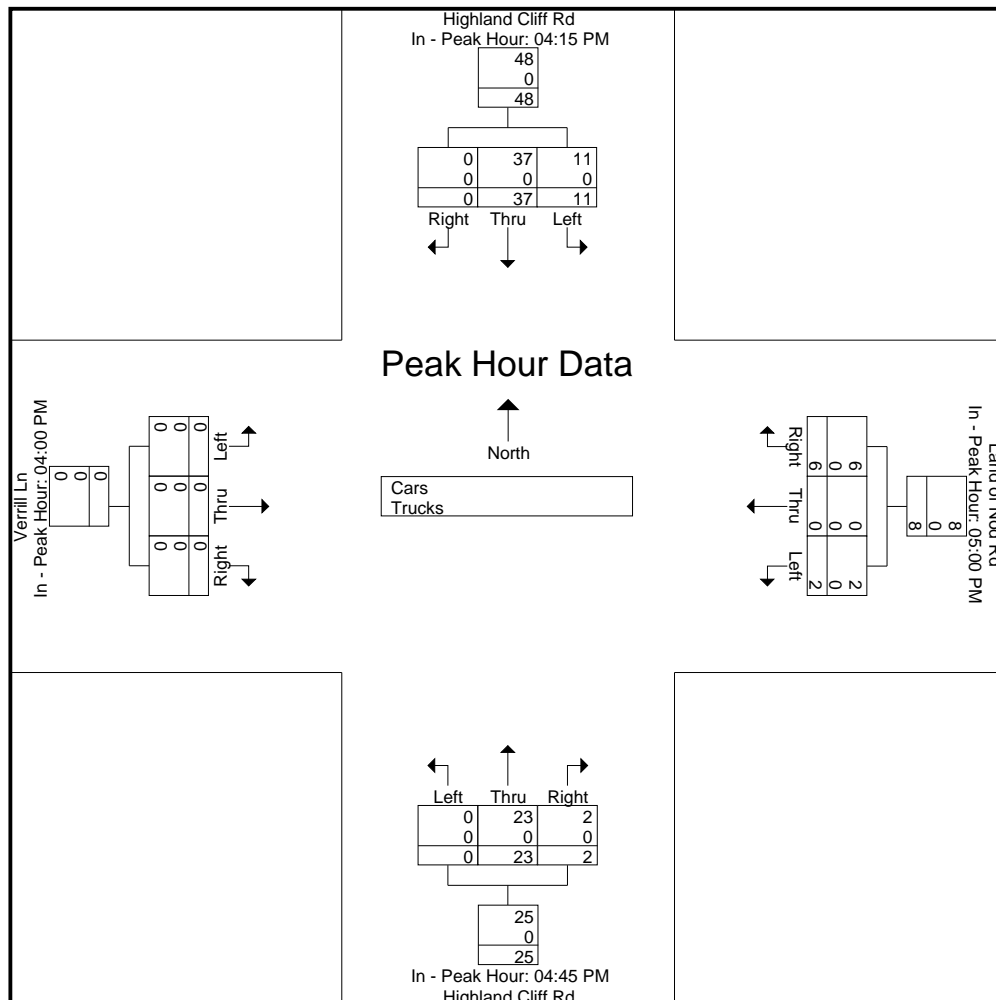 Highland Cliff Rd
In - Peak Hour: 04:15 PM
48
0
48
0 37 11
0 0 0
0 37 11
Right Thru Left
Peak Hour Data
North
Cars
Trucks
Verrill Ln
In - Peak Hour: 04:00 PM
0
0
0
0 0 0
0 0 0
0 0 0
Left Thru Right
Land of Nod Rd
In - Peak Hour: 05:00 PM
8
0
8
6 0 2
0 0 0
6 0 2
Right Thru Left
Left Thru Right
0 23 2
0 0 0
0 23 2
25
0
25
In - Peak Hour: 04:45 PM
Highland Cliff Rd